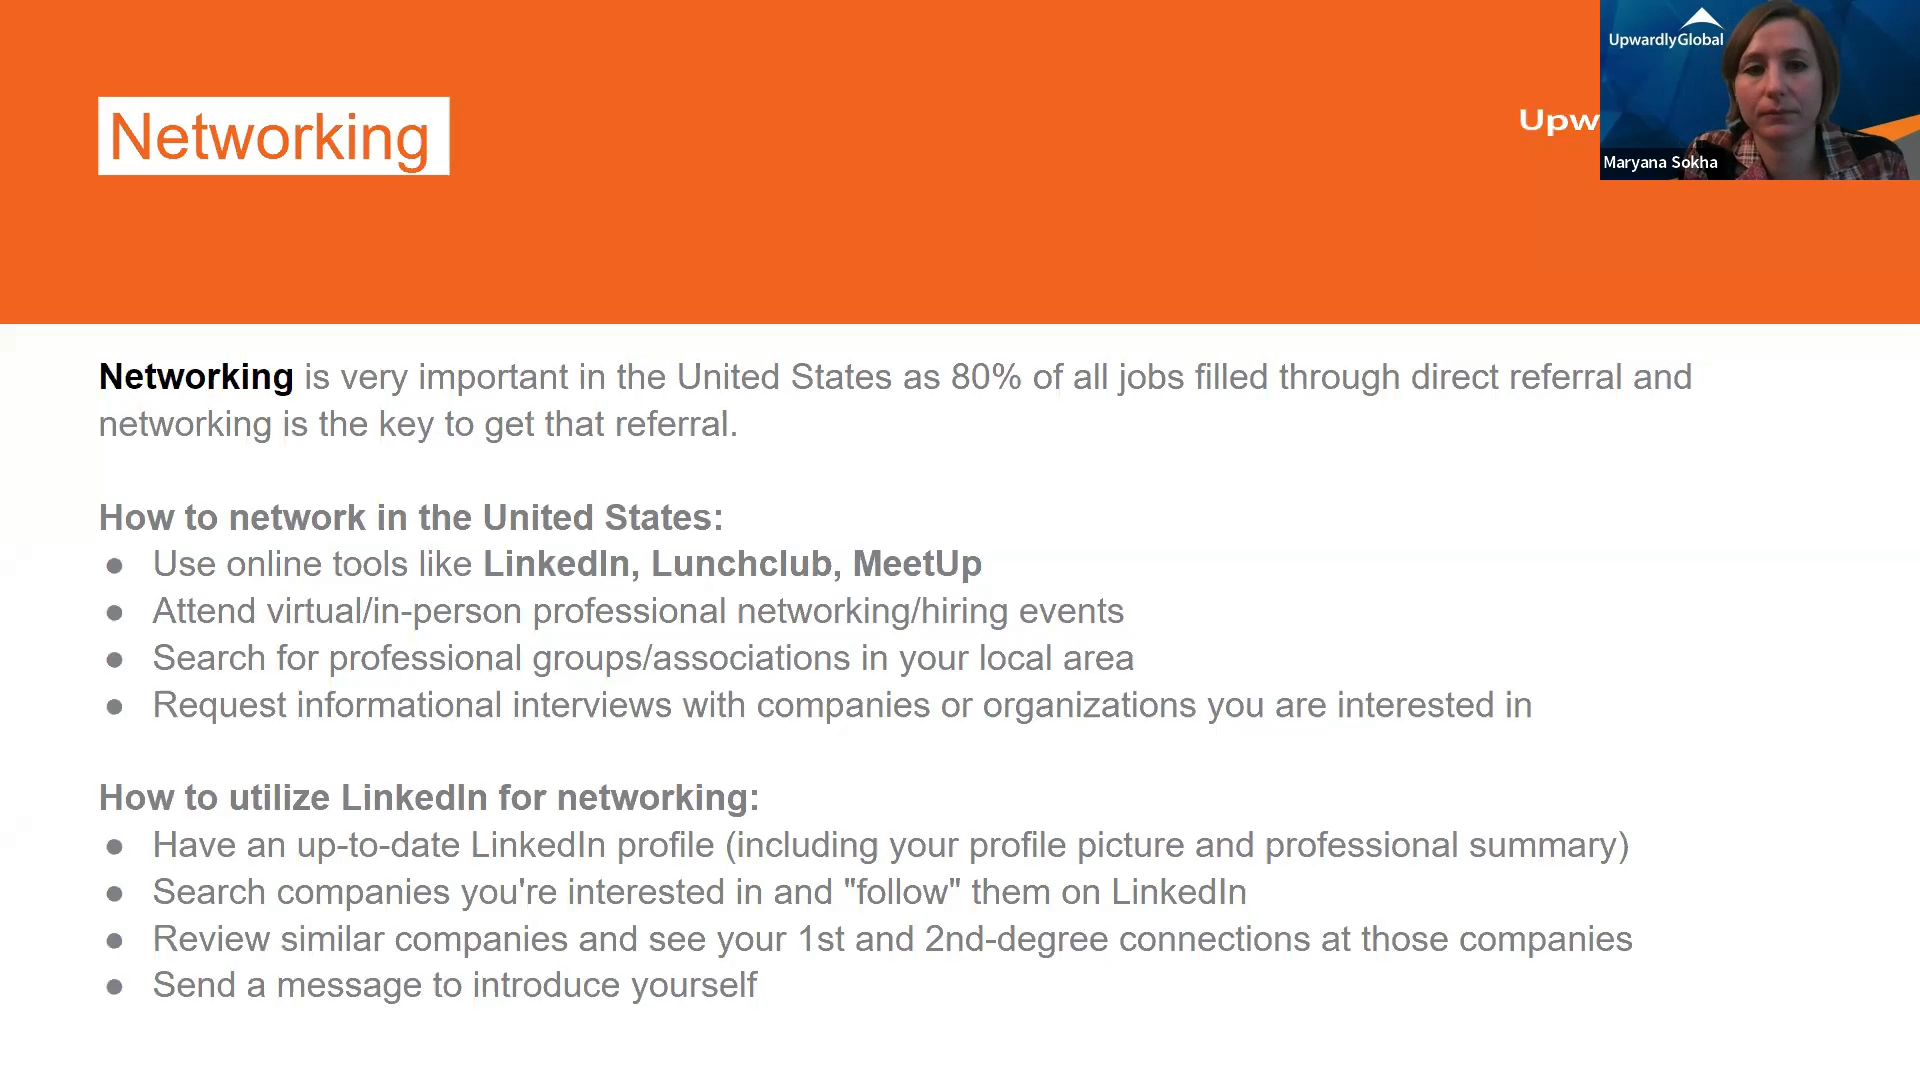 Networking
Upw
UpwardlyGlobal
Maryana Sokha
Networking is very important in the United States as 80% of all jobs filled through direct referral and
networking is the key to get that referral.
How to network in the United States:
● Use online tools like LinkedIn, Lunchclub, MeetUp
● Attend virtual/in-person professional networking/hiring events
● Search for professional groups/associations in your local area
● Request informational interviews with companies or organizations you are interested in
How to utilize LinkedIn for networking:
● Have an up-to-date LinkedIn profile (including your profile picture and professional summary)
● Search companies you're interested in and "follow" them on LinkedIn
● Review similar companies and see your 1st and 2nd-degree connections at those companies
● Send a message to introduce yourself